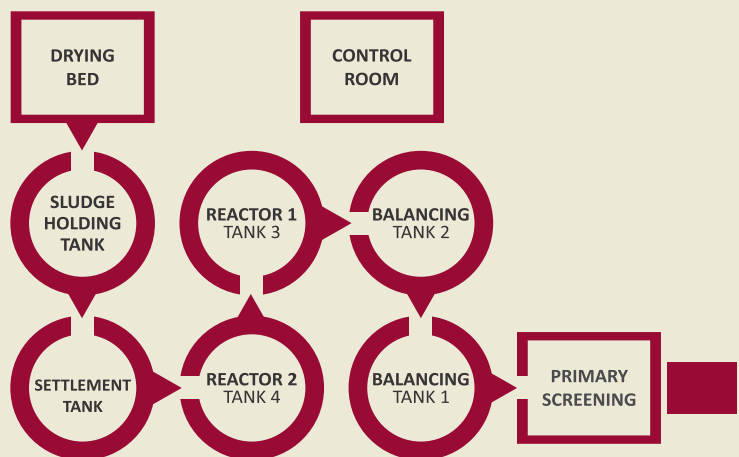 DRYING
BED
CONTROL
ROOM
SLUDGE
HOLDING
TANK
REACTOR 1
TANK 3
BALANCING
TANK 2
SETTLEMENT
TANK
REACTOR 2
TANK 4
BALANCING
TANK 1
PRIMARY
SCREENING